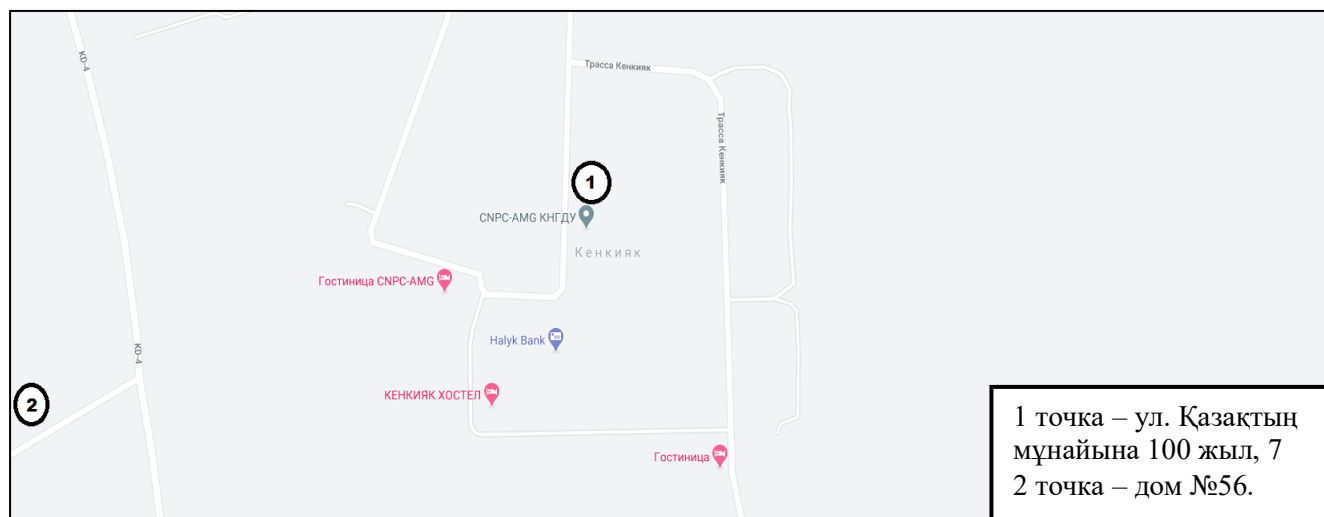 KD-4
Трасса Кенкияк
Трасса Кенкияк
1
CNPC-AMG КНГДУ
Кенкияк
Гостиница CNPC-AMG
Halyk Bank
KD-4
КЕНКИЯК ХОСТЕЛ
2
Гостиница
1 точка – ул. Қазақтың
мұнайына 100 жыл, 7
2 точка – дом №56.